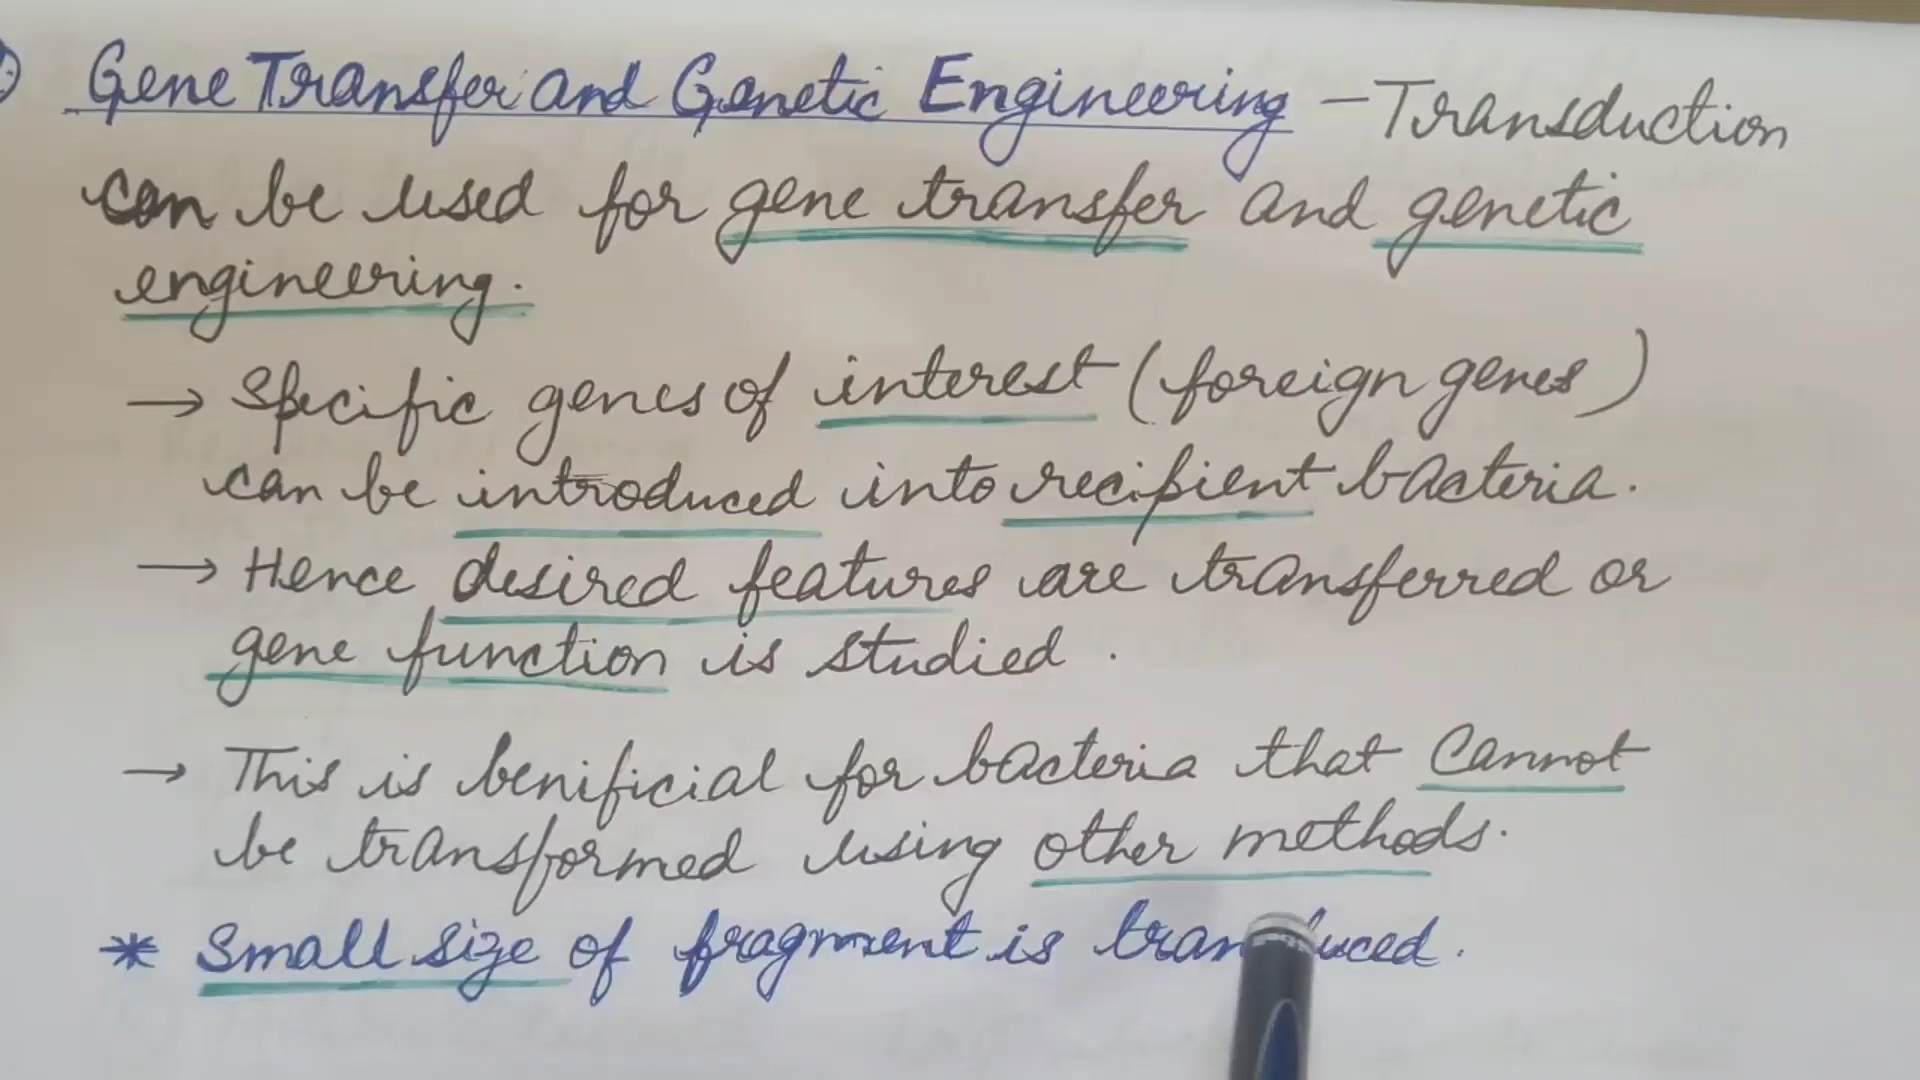 Gene Transfer and Genetic Engineering – Transduction
can be used for gene transfer and genetic
engineering.
→ Specific genes of interest (foreign genes)
can be introduced into recipient bacteria.
→ Hence desired features are transferred or
gene function is studied.
→ This is benificial for bacteria that cannot
be transformed using other methods.
* Small size of fragment is